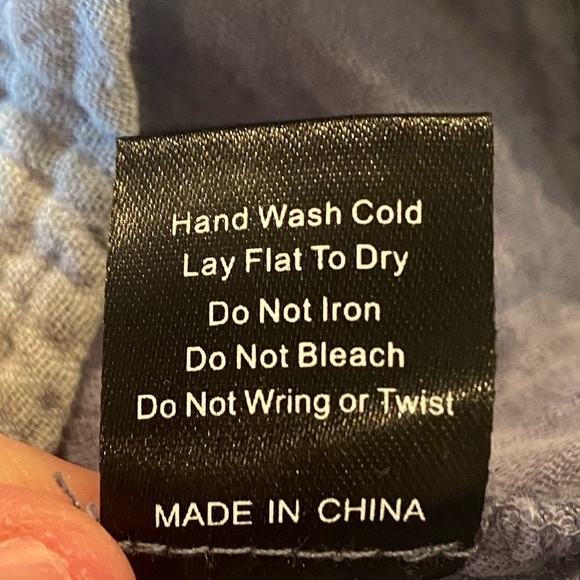 Hand Wash Cold
Lay Flat To Dry
Do Not Iron
Do Not Bleach
Do Not Wring or Twist
MADE IN CHINA